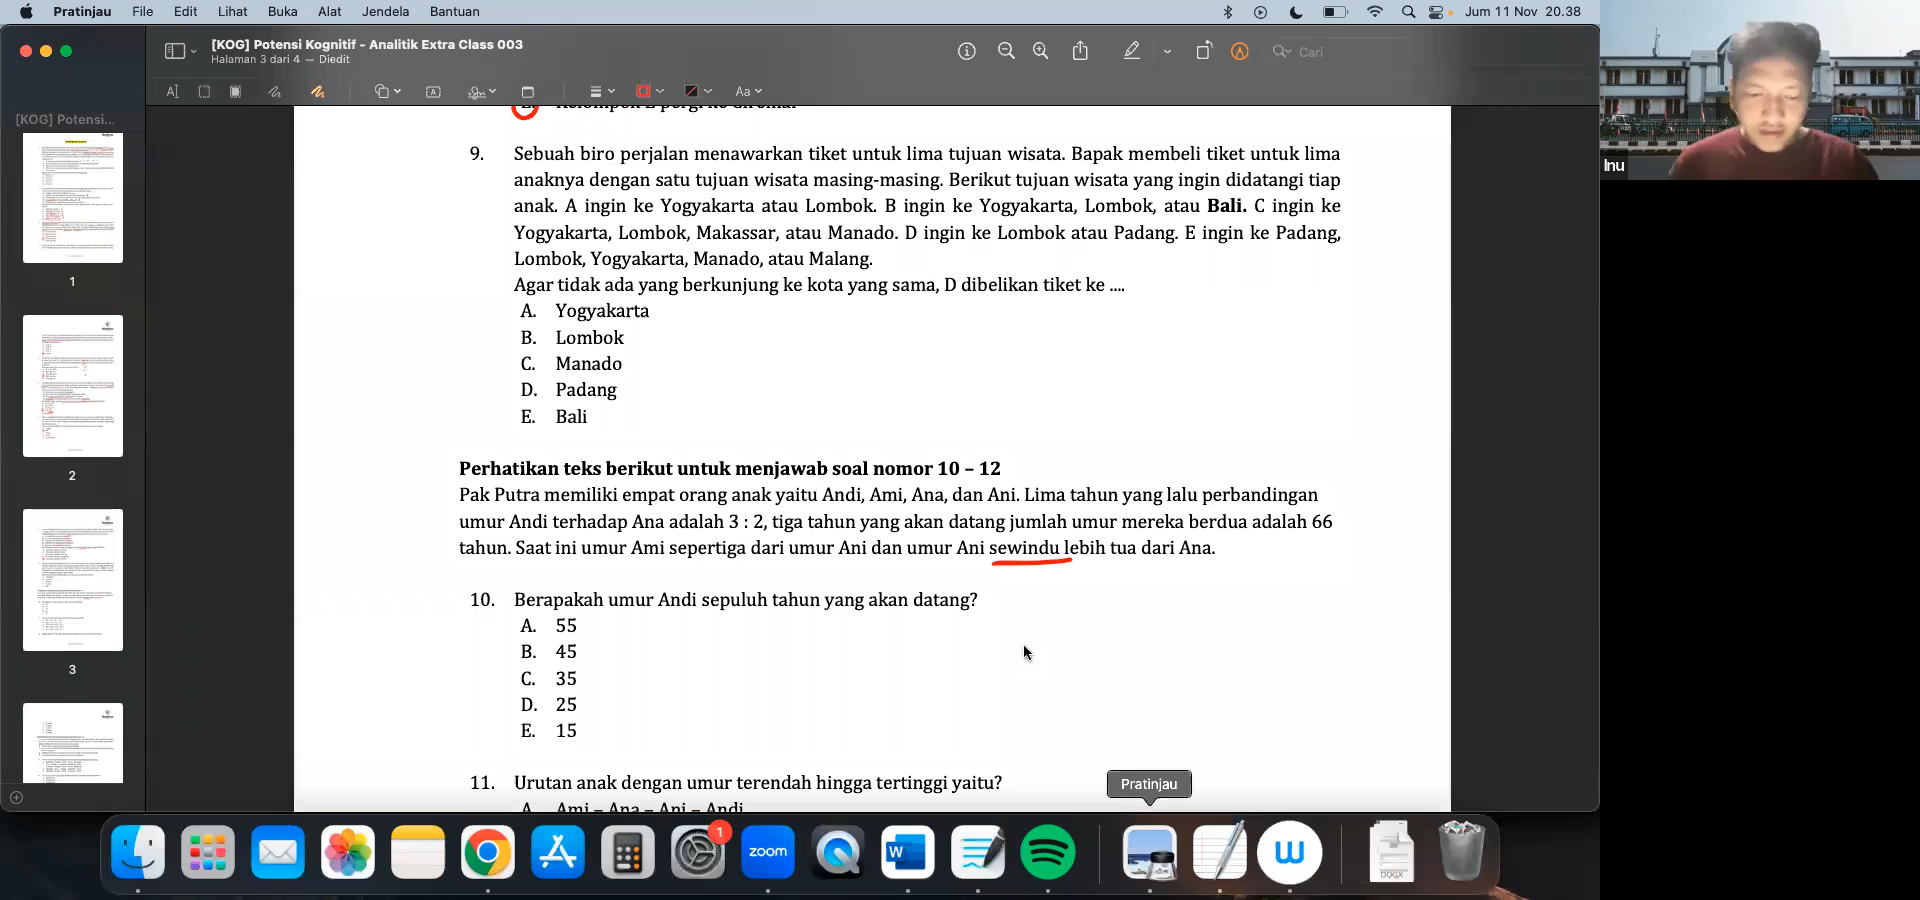 Pratinjau File Edit Lihat Buka Alat Jendela Bantuan Jum 11 Nov 20.38
[KOG] Potensi Kognitif - Analitik Extra Class 003
Halaman 3 dari 4 — Diedit
Cari
[KOG] Potensi...
1
2
3
9. Sebuah biro perjalan menawarkan tiket untuk lima tujuan wisata. Bapak membeli tiket untuk lima
anaknya dengan satu tujuan wisata masing-masing. Berikut tujuan wisata yang ingin didatangi tiap
anak. A ingin ke Yogyakarta atau Lombok. B ingin ke Yogyakarta, Lombok, atau Bali. C ingin ke
Yogyakarta, Lombok, Makassar, atau Manado. D ingin ke Lombok atau Padang. E ingin ke Padang,
Lombok, Yogyakarta, Manado, atau Malang.
Agar tidak ada yang berkunjung ke kota yang sama, D dibelikan tiket ke ....
A. Yogyakarta
B. Lombok
C. Manado
D. Padang
E. Bali
Perhatikan teks berikut untuk menjawab soal nomor 10 – 12
Pak Putra memiliki empat orang anak yaitu Andi, Ami, Ana, dan Ani. Lima tahun yang lalu perbandingan
umur Andi terhadap Ana adalah 3 : 2, tiga tahun yang akan datang jumlah umur mereka berdua adalah 66
tahun. Saat ini umur Ami sepertiga dari umur Ani dan umur Ani sewindu lebih tua dari Ana.
10. Berapakah umur Andi sepuluh tahun yang akan datang?
A. 55
B. 45
C. 35
D. 25
E. 15
11. Urutan anak dengan umur terendah hingga tertinggi yaitu?
A. Ami – Ana – Ani – Andi
Pratinjau
1
zoom
W
DOCX
Inu